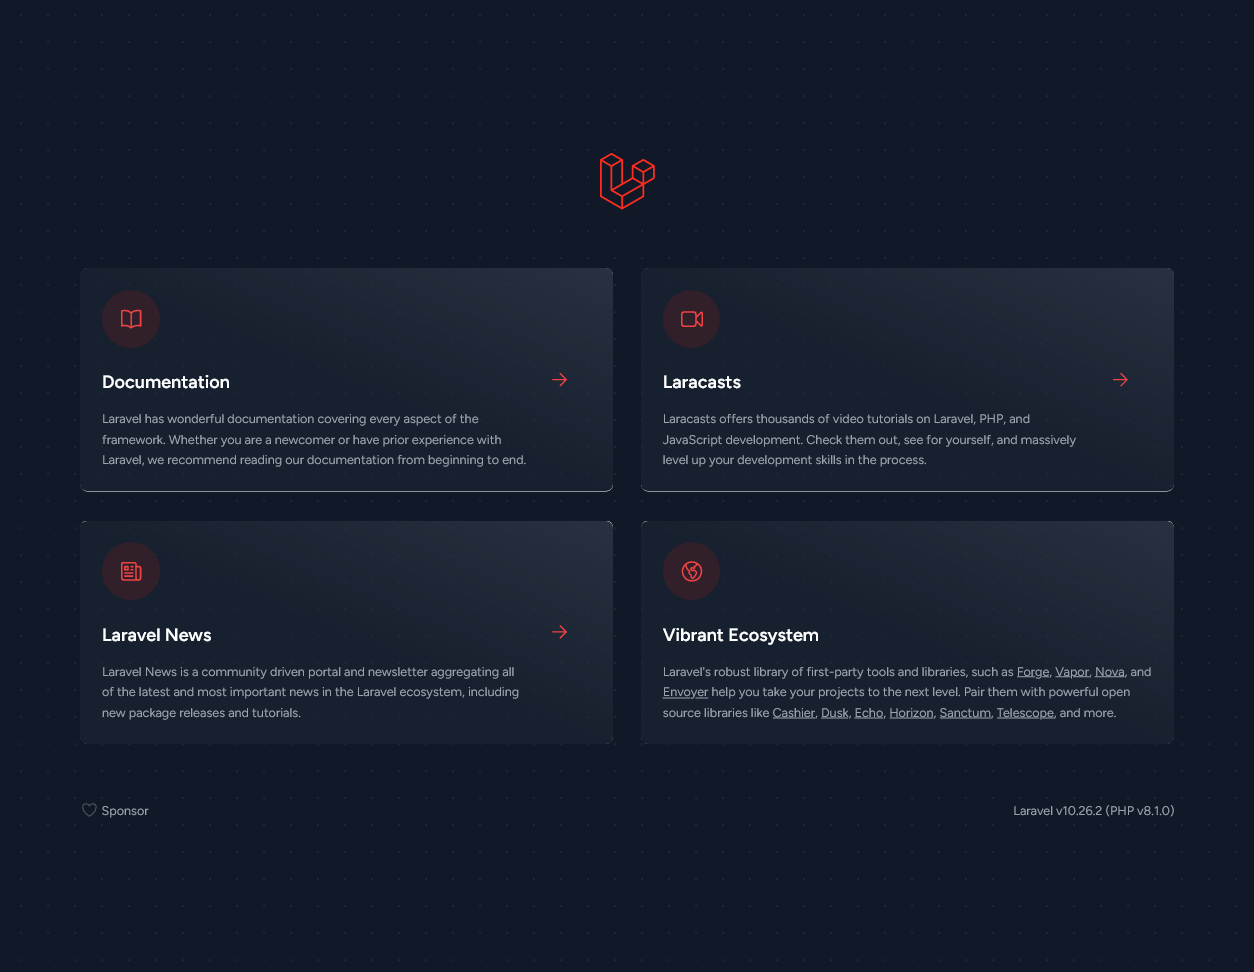 Documentation
Laravel has wonderful documentation covering every aspect of the
framework. Whether you are a newcomer or have prior experience with
Laravel, we recommend reading our documentation from beginning to end.
Laracasts
Laracasts offers thousands of video tutorials on Laravel, PHP, and
JavaScript development. Check them out, see for yourself, and massively
level up your development skills in the process.
Laravel News
Laravel News is a community driven portal and newsletter aggregating all
of the latest and most important news in the Laravel ecosystem, including
new package releases and tutorials.
Vibrant Ecosystem
Laravel's robust library of first-party tools and libraries, such as Forge, Vapor, Nova, and
Envoyer help you take your projects to the next level. Pair them with powerful open
source libraries like Cashier, Dusk, Echo, Horizon, Sanctum, Telescope, and more.
Sponsor
Laravel v10.26.2 (PHP v8.1.0)